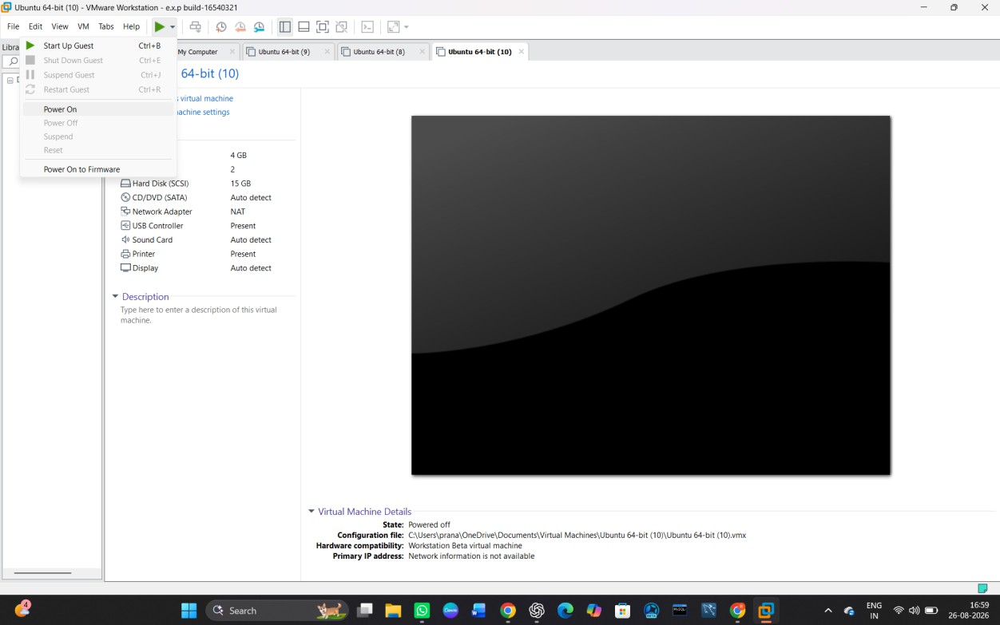 Ubuntu 64-bit (10) - VMware Workstation - e.x.p build-16540321
File Edit View VM Tabs Help
Libra
My Computer Ubuntu 64-bit (9) Ubuntu 64-bit (8) Ubuntu 64-bit (10)
Start Up Guest Ctrl+B
Shut Down Guest Ctrl+E
Suspend Guest Ctrl+J
Restart Guest Ctrl+R
Power On
Power Off
Suspend
Reset
Power On to Firmware
64-bit (10)
s virtual machine
achine settings
4 GB
2
Hard Disk (SCSI) 15 GB
CD/DVD (SATA) Auto detect
Network Adapter NAT
USB Controller Present
Sound Card Auto detect
Printer Present
Display Auto detect
Description
Type here to enter a description of this virtual
machine.
Virtual Machine Details
State: Powered off
Configuration file: C:\Users\prana\OneDrive\Documents\Virtual Machines\Ubuntu 64-bit (10)\Ubuntu 64-bit (10).vmx
Hardware compatibility: Workstation Beta virtual machine
Primary IP address: Network information is not available
4
Search
ENG
IN
16:59
26-08-2026